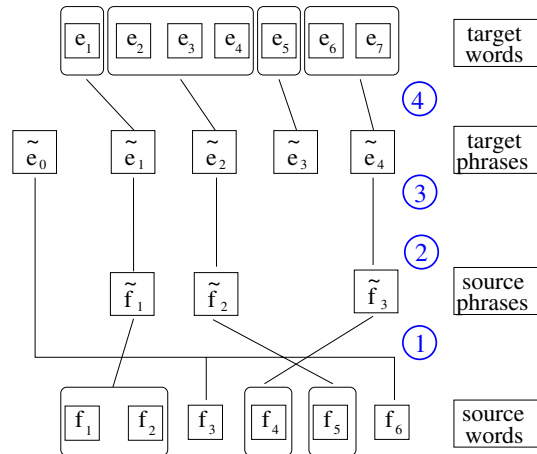 e1 e2 e3 e4 e5 e6 e7 target words
4
ẽ0 ẽ1 ẽ2 ẽ3 ẽ4 target phrases
3
2
f̃1 f̃2 f̃3 source phrases
1
f1 f2 f3 f4 f5 f6 source words